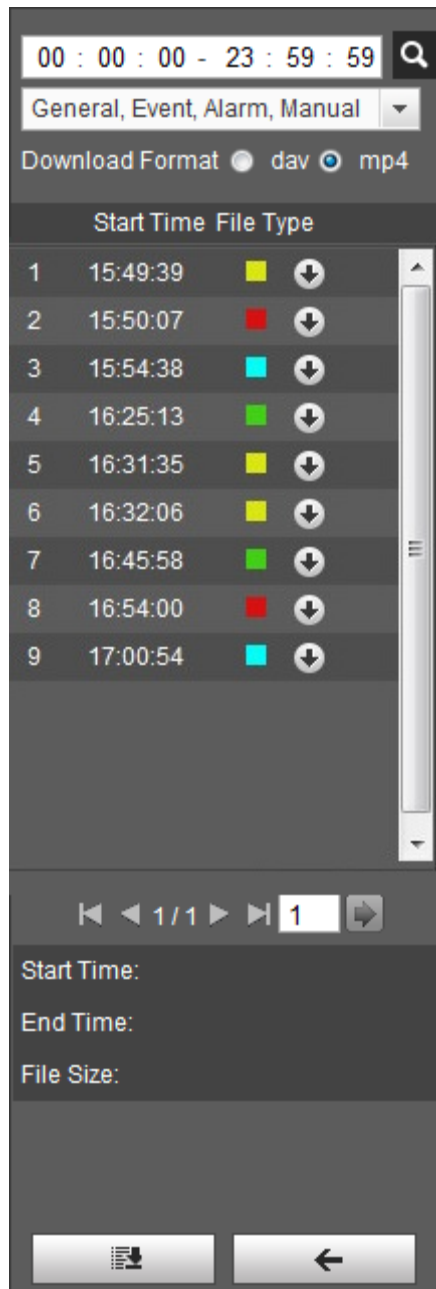 00 : 00 : 00 - 23 : 59 : 59
General, Event, Alarm, Manual
Download Format dav mp4
Start Time File Type
1 15:49:39
2 15:50:07
3 15:54:38
4 16:25:13
5 16:31:35
6 16:32:06
7 16:45:58
8 16:54:00
9 17:00:54
1 / 1 1
Start Time:
End Time:
File Size: